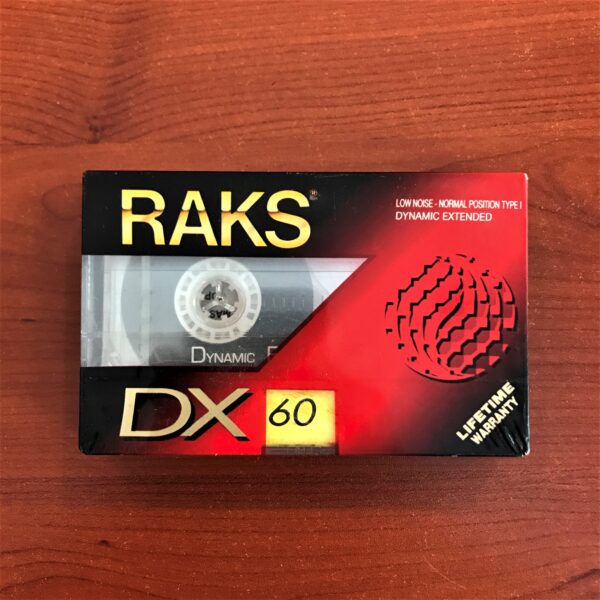 RAKS
LOW NOISE - NORMAL POSITION TYPE I
DYNAMIC EXTENDED
DYNAMIC
DX
60
LIFETIME
WARRANTY